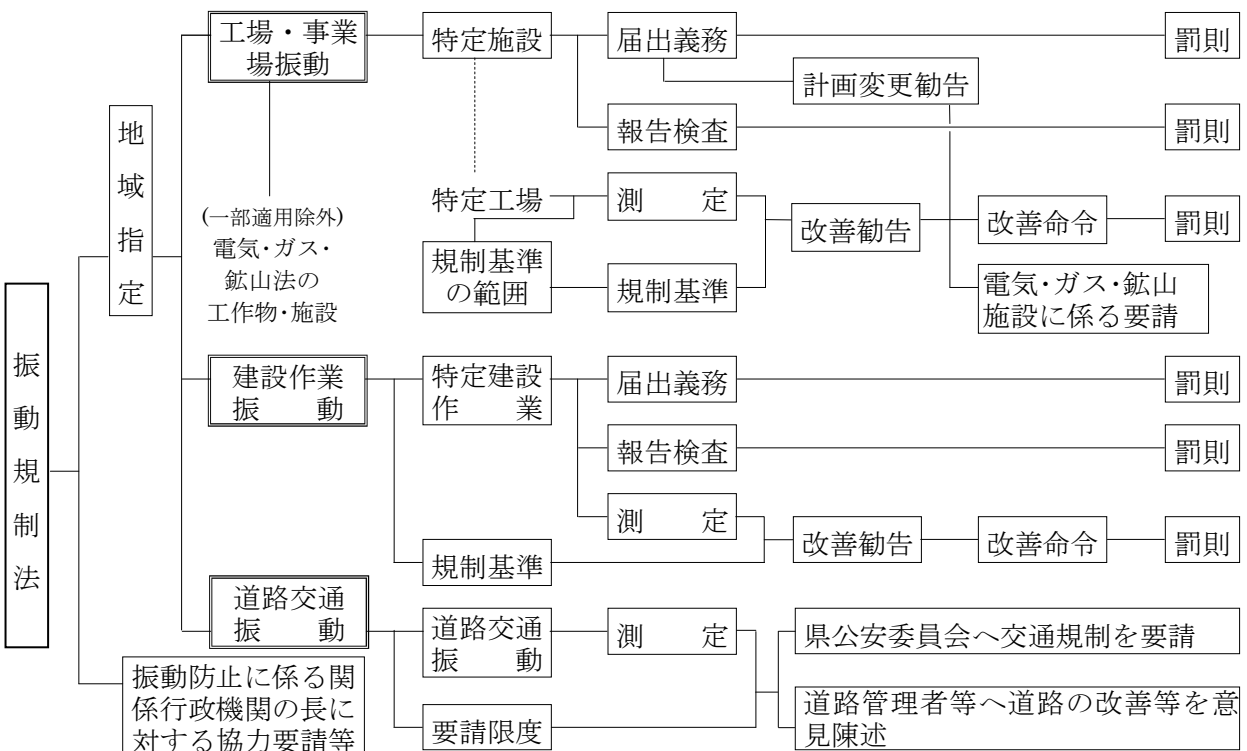 振動規制法
地域指定
工場・事業
場振動
(一部適用除外)
電気・ガス・
鉱山法の
工作物・施設
特定施設
届出義務
罰則
計画変更勧告
報告検査
罰則
特定工場
測 定
規制基準
の範囲
規制基準
改善勧告
改善命令
罰則
電気・ガス・鉱山
施設に係る要請
建設作業
振 動
特定建設
作 業
届出義務
罰則
報告検査
罰則
測 定
規制基準
改善勧告
改善命令
罰則
道路交通
振 動
道路交通
振 動
測 定
要請限度
県公安委員会へ交通規制を要請
道路管理者等へ道路の改善等を意
見陳述
振動防止に係る関
係行政機関の長に
対する協力要請等